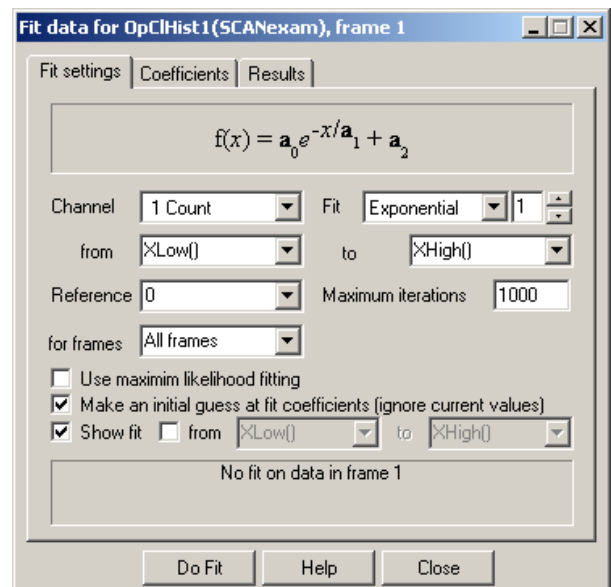 Fit data for OpClHist1(SCANexam), frame 1
Fit settings Coefficients Results
f(x) = a0e-x/a1 + a2
Channel 1 Count Fit Exponential 1
from XLow() to XHigh()
Reference 0 Maximum iterations 1000
for frames All frames
Use maximim likelihood fitting
Make an initial guess at fit coefficients (ignore current values)
Show fit from XLow() to XHigh()
No fit on data in frame 1
Do Fit Help Close